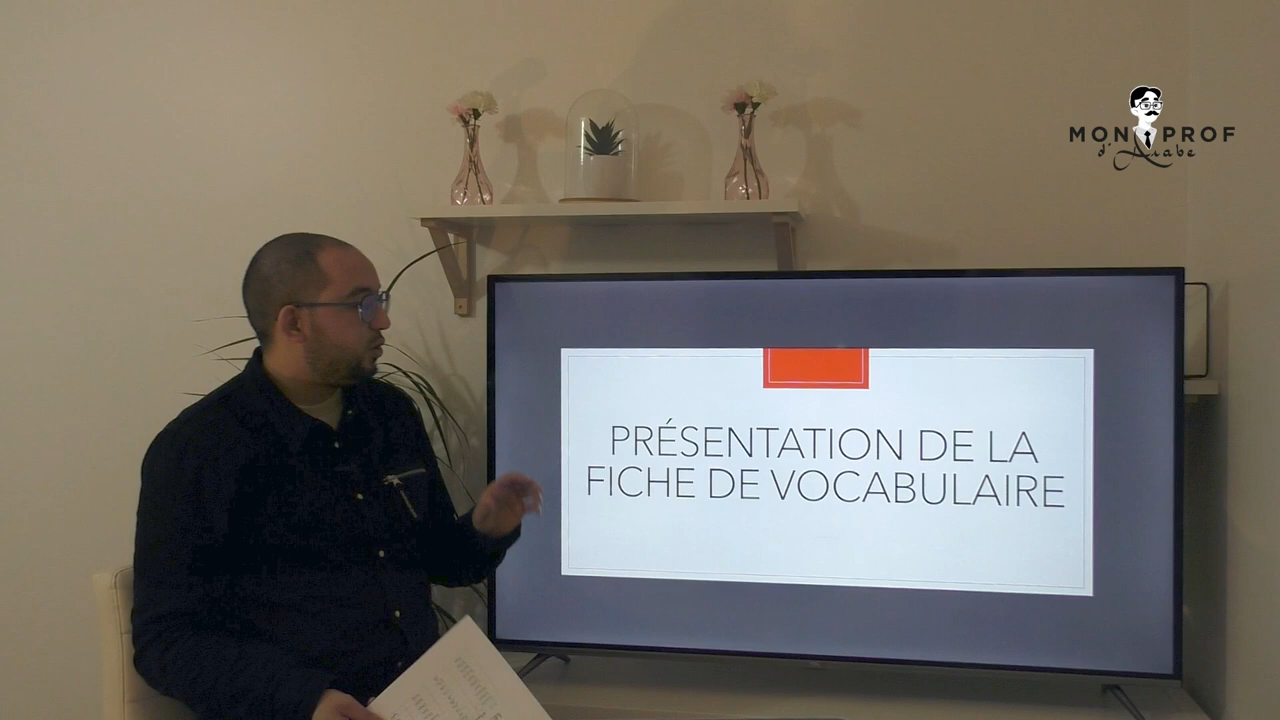 MON PROF
d'Arabe
PRÉSENTATION DE LA
FICHE DE VOCABULAIRE